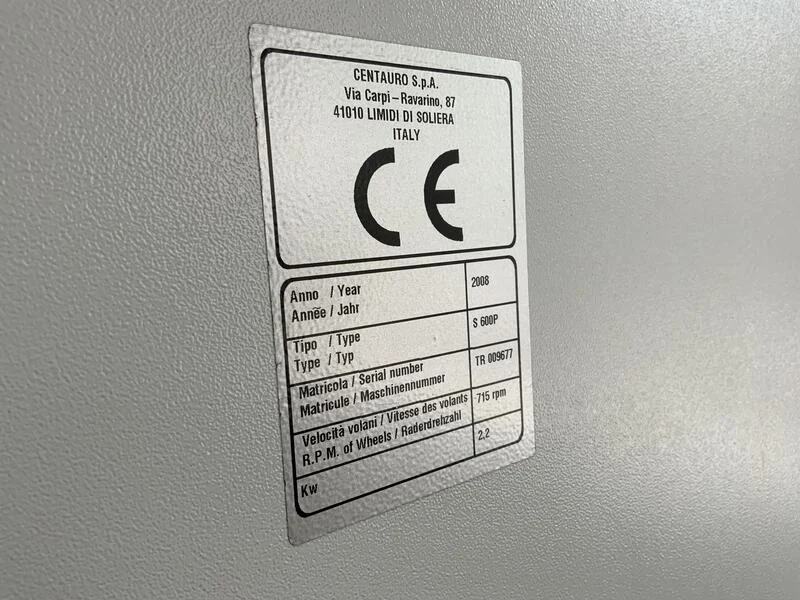 CENTAURO S.p.A.
Via Carpi – Ravarino, 87
41010 LIMIDI DI SOLIERA
ITALY
CE
Anno / Year
Année / Jahr
2008
Tipo / Type
Type / Typ
S 600P
Matricola / Serial number
Matricule / Maschinennummer
TR 009677
Velocità volani / Vitesse des volants
R.P.M. of Wheels / Raderdrehzahl
715 rpm
Kw
2,2